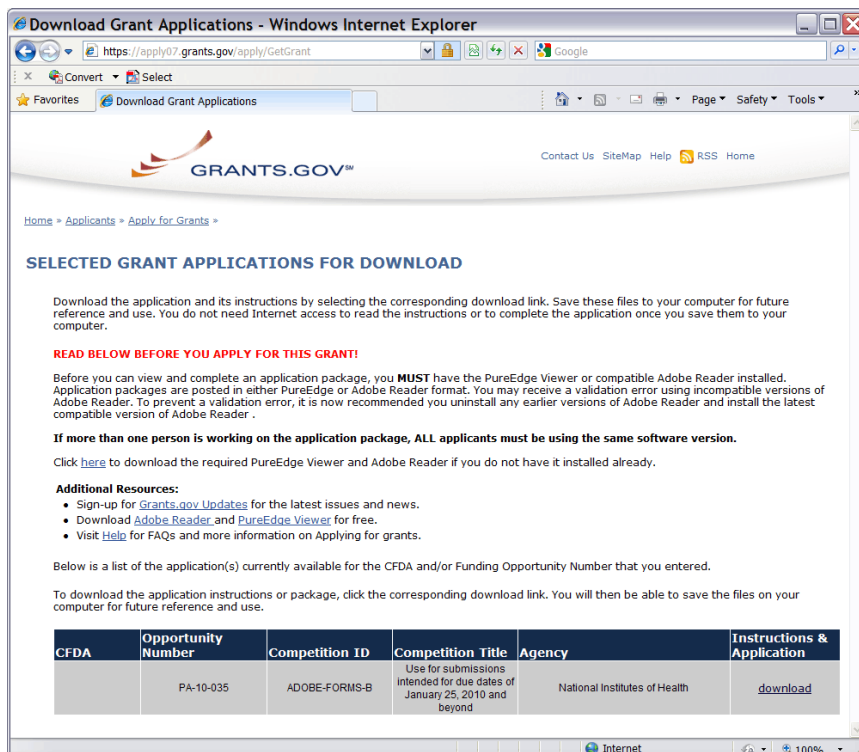 Download Grant Applications - Windows Internet Explorer
https://apply07.grants.gov/apply/GetGrant
Google
x Convert Select
Favorites Download Grant Applications Page Safety Tools »
GRANTS.GOV℠
Contact Us SiteMap Help RSS Home
Home » Applicants » Apply for Grants »
SELECTED GRANT APPLICATIONS FOR DOWNLOAD
Download the application and its instructions by selecting the corresponding download link. Save these files to your computer for future
reference and use. You do not need Internet access to read the instructions or to complete the application once you save them to your
computer.
READ BELOW BEFORE YOU APPLY FOR THIS GRANT!
Before you can view and complete an application package, you MUST have the PureEdge Viewer or compatible Adobe Reader installed.
Application packages are posted in either PureEdge or Adobe Reader format. You may receive a validation error using incompatible versions of
Adobe Reader. To prevent a validation error, it is now recommended you uninstall any earlier versions of Adobe Reader and install the latest
compatible version of Adobe Reader .
If more than one person is working on the application package, ALL applicants must be using the same software version.
Click here to download the required PureEdge Viewer and Adobe Reader if you do not have it installed already.
Additional Resources:
• Sign-up for Grants.gov Updates for the latest issues and news.
• Download Adobe Reader and PureEdge Viewer for free.
• Visit Help for FAQs and more information on Applying for grants.
Below is a list of the application(s) currently available for the CFDA and/or Funding Opportunity Number that you entered.
To download the application instructions or package, click the corresponding download link. You will then be able to save the files on your
computer for future reference and use.
CFDA Opportunity Number Competition ID Competition Title Agency Instructions & Application
PA-10-035 ADOBE-FORMS-B Use for submissions
intended for due dates of
January 25, 2010 and
beyond
National Institutes of Health download
Internet 100%